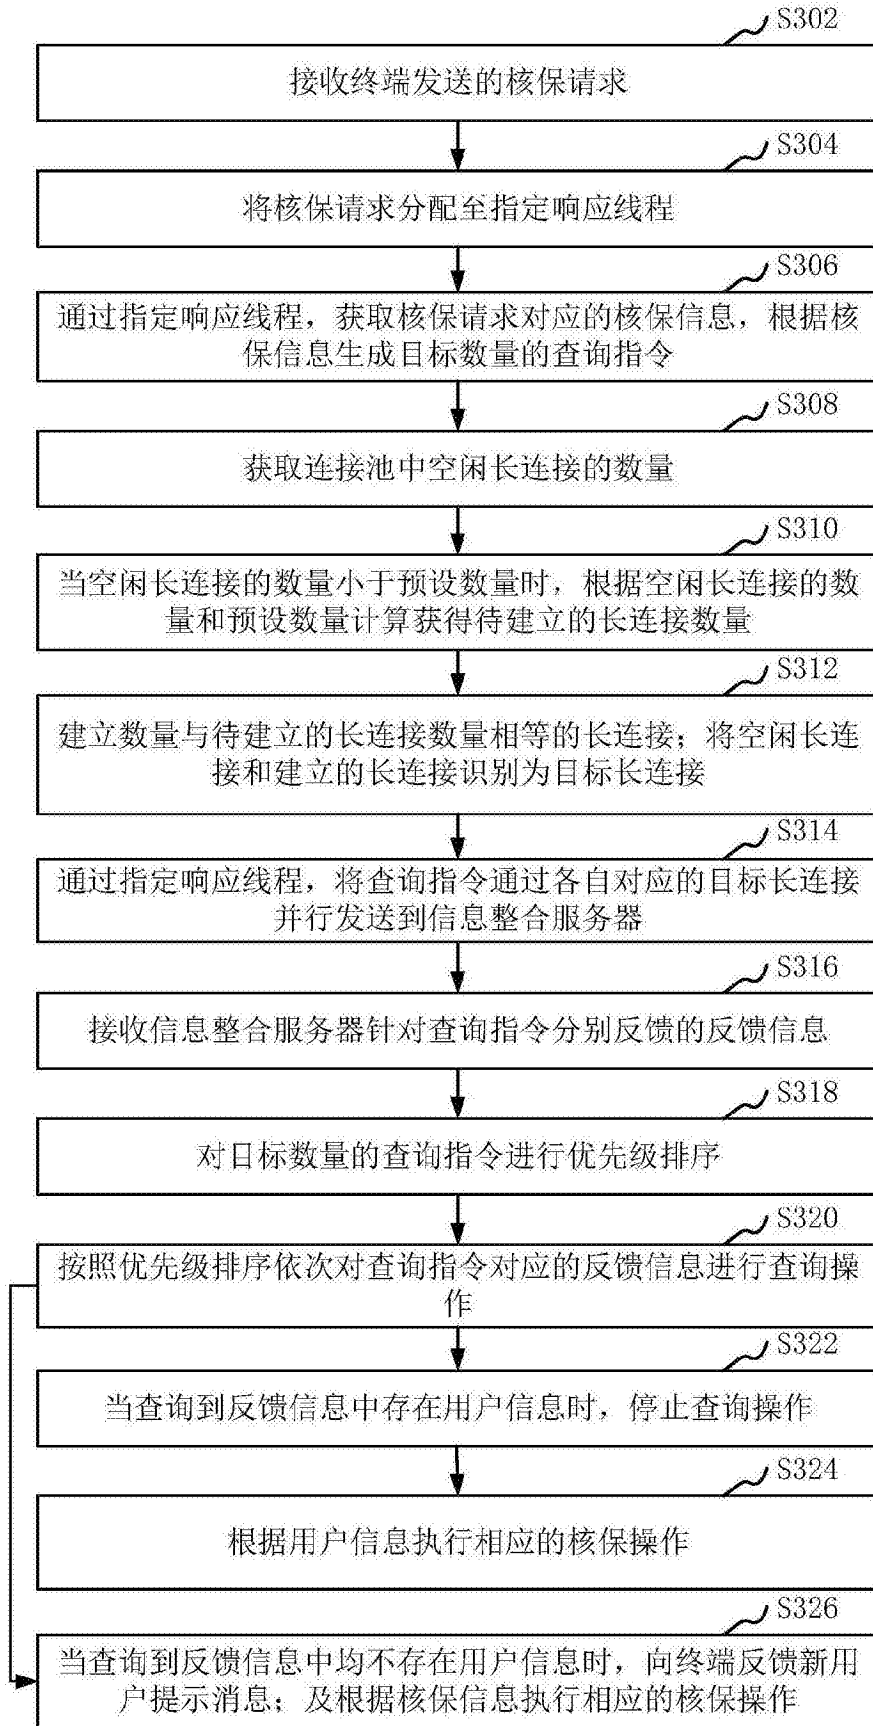 S302
接收终端发送的核保请求
S304
将核保请求分配至指定响应线程
S306
通过指定响应线程，获取核保请求对应的核保信息，根据核
保信息生成目标数量的查询指令
S308
获取连接池中空闲长连接的数量
S310
当空闲长连接的数量小于预设数量时，根据空闲长连接的数
量和预设数量计算获得待建立的长连接数量
S312
建立数量与待建立的长连接数量相等的长连接；将空闲长连
接和建立的长连接识别为目标长连接
S314
通过指定响应线程，将查询指令通过各自对应的目标长连接
并行发送到信息整合服务器
S316
接收信息整合服务器针对查询指令分别反馈的反馈信息
S318
对目标数量的查询指令进行优先级排序
S320
按照优先级排序依次对查询指令对应的反馈信息进行查询操
作
S322
当查询到反馈信息中存在用户信息时，停止查询操作
S324
根据用户信息执行相应的核保操作
S326
当查询到反馈信息中均不存在用户信息时，向终端反馈新用
户提示消息；及根据核保信息执行相应的核保操作